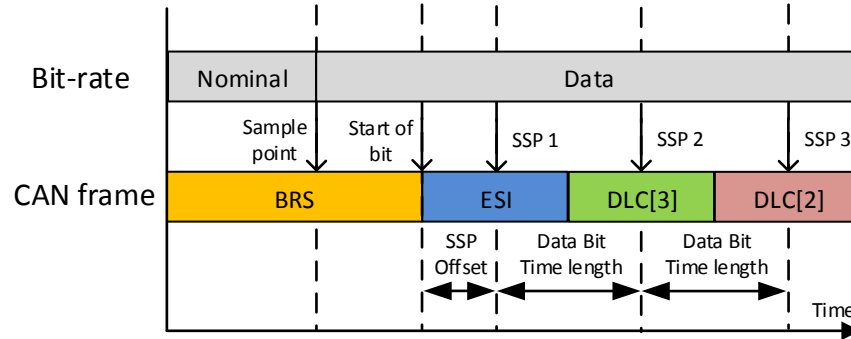 Bit-rate
Nominal
Data
Sample
point
Start of
bit
SSP 1
SSP 2
SSP 3
CAN frame
BRS
ESI
DLC[3]
DLC[2]
SSP
Offset
Data Bit
Time length
Data Bit
Time length
Time